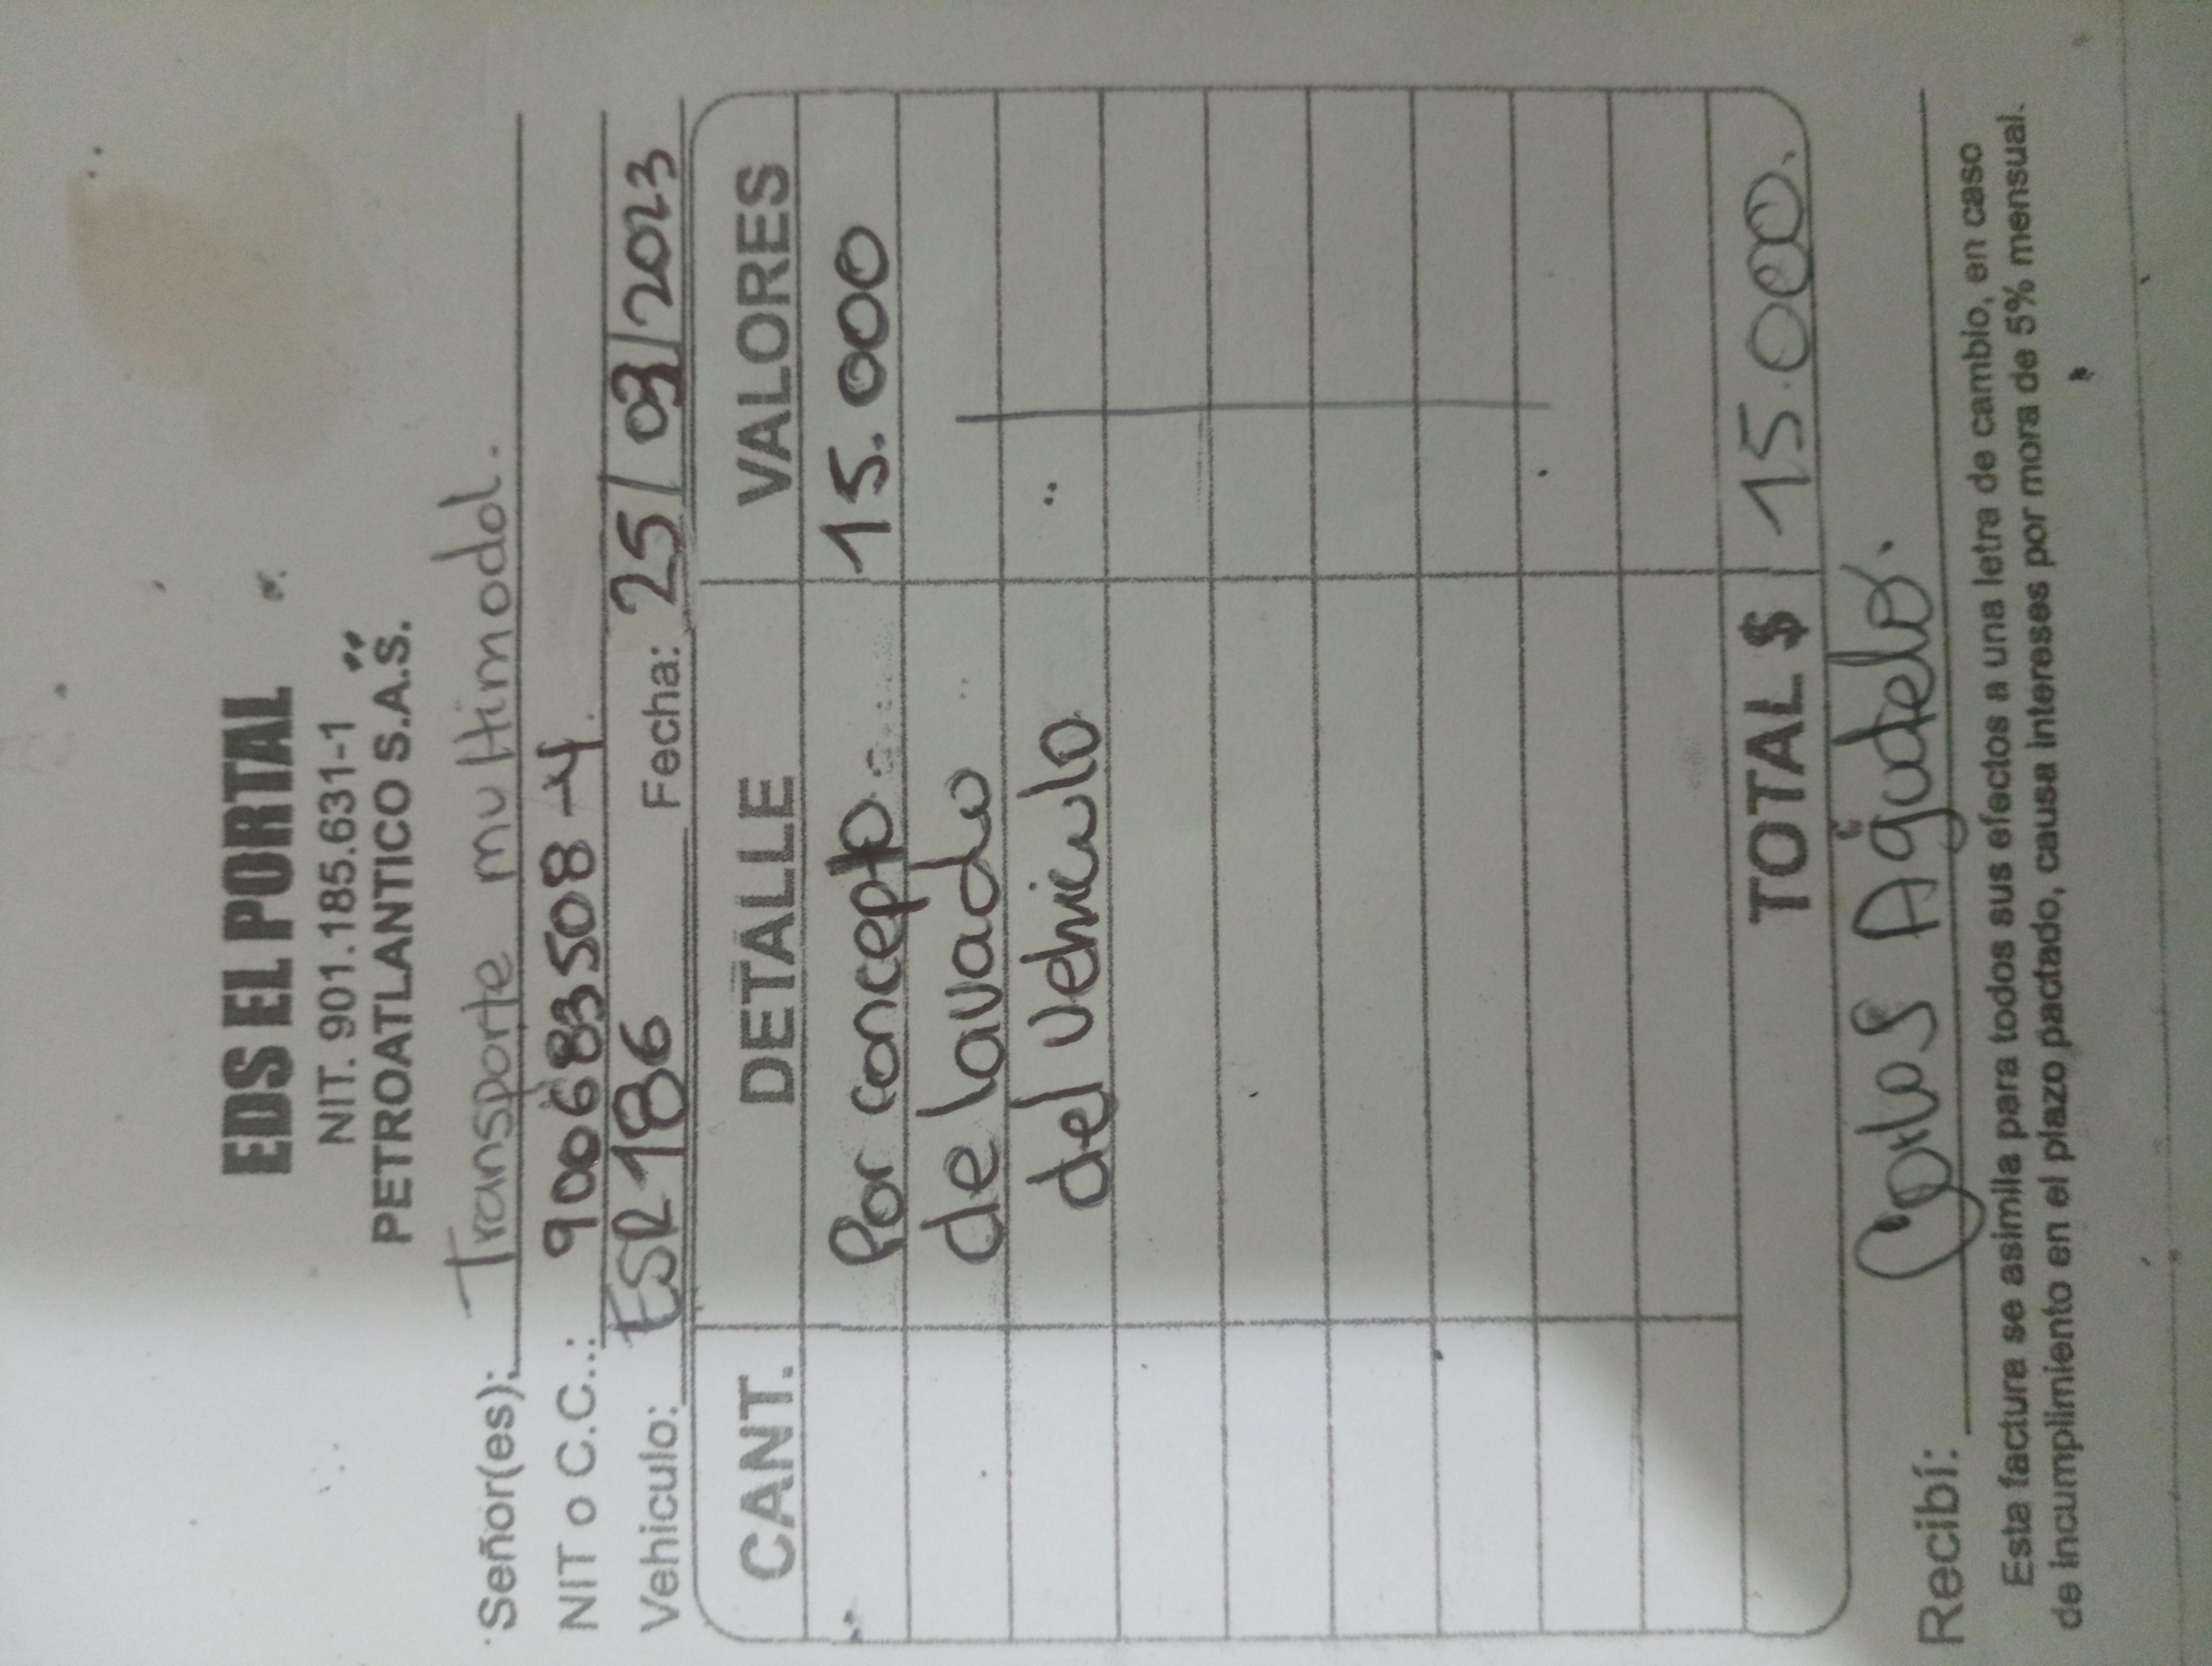 EDS EL PORTAL
NIT. 901.185.631-1
PETROATLANTICO S.A.S.
Señor(es): Transporte multimodal.
NIT o C.C..: 900683508-4
Vehiculo: ESR186 Fecha: 25/03/2023
CANT. DETALLE VALORES
Por concepto 15.000
de lavado
del vehiculo
TOTAL $ 15.000.
Recibí: Carlos Agudelo.
Esta factura se asimila para todos sus efectos a una letra de cambio, en caso
de incumplimiento en el plazo pactado, causa intereses por mora de 5% mensual.